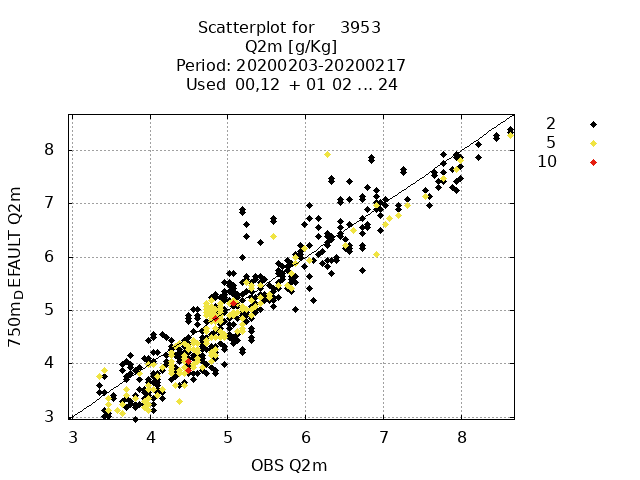 Scatterplot for 3953
Q2m [g/Kg]
Period: 20200203-20200217
Used 00,12 + 01 02 ... 24
2
5
10
8
7
6
5
4
3
750mDEFAULT Q2m
3 4 5 6 7 8
OBS Q2m